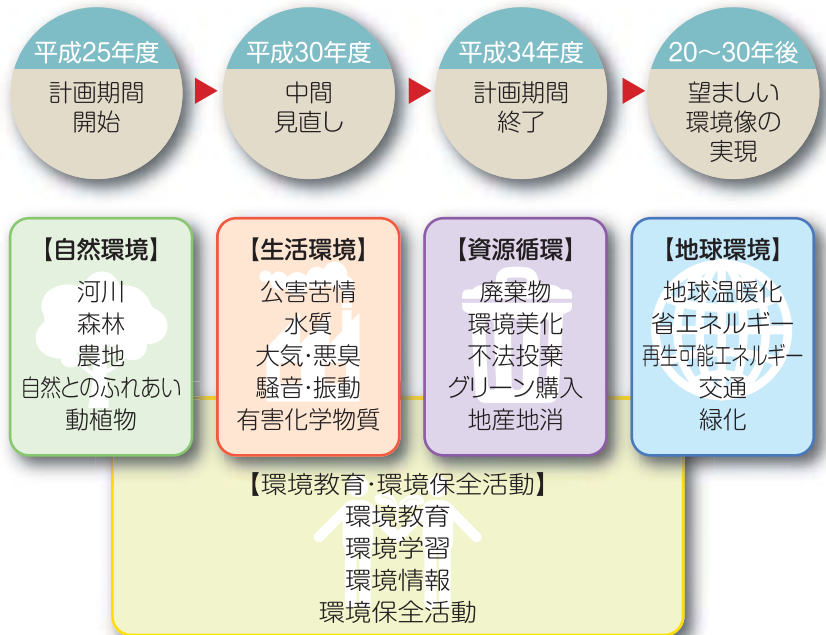 平成25年度
計画期間
開始
平成30年度
中間
見直し
平成34年度
計画期間
終了
20～30年後
望ましい
環境像の
実現
【自然環境】
河川
森林
農地
自然とのふれあい
動植物
【生活環境】
公害苦情
水質
大気・悪臭
騒音・振動
有害化学物質
【資源循環】
廃棄物
環境美化
不法投棄
グリーン購入
地産地消
【地球環境】
地球温暖化
省エネルギー
再生可能エネルギー
交通
緑化
【環境教育・環境保全活動】
環境教育
環境学習
環境情報
環境保全活動